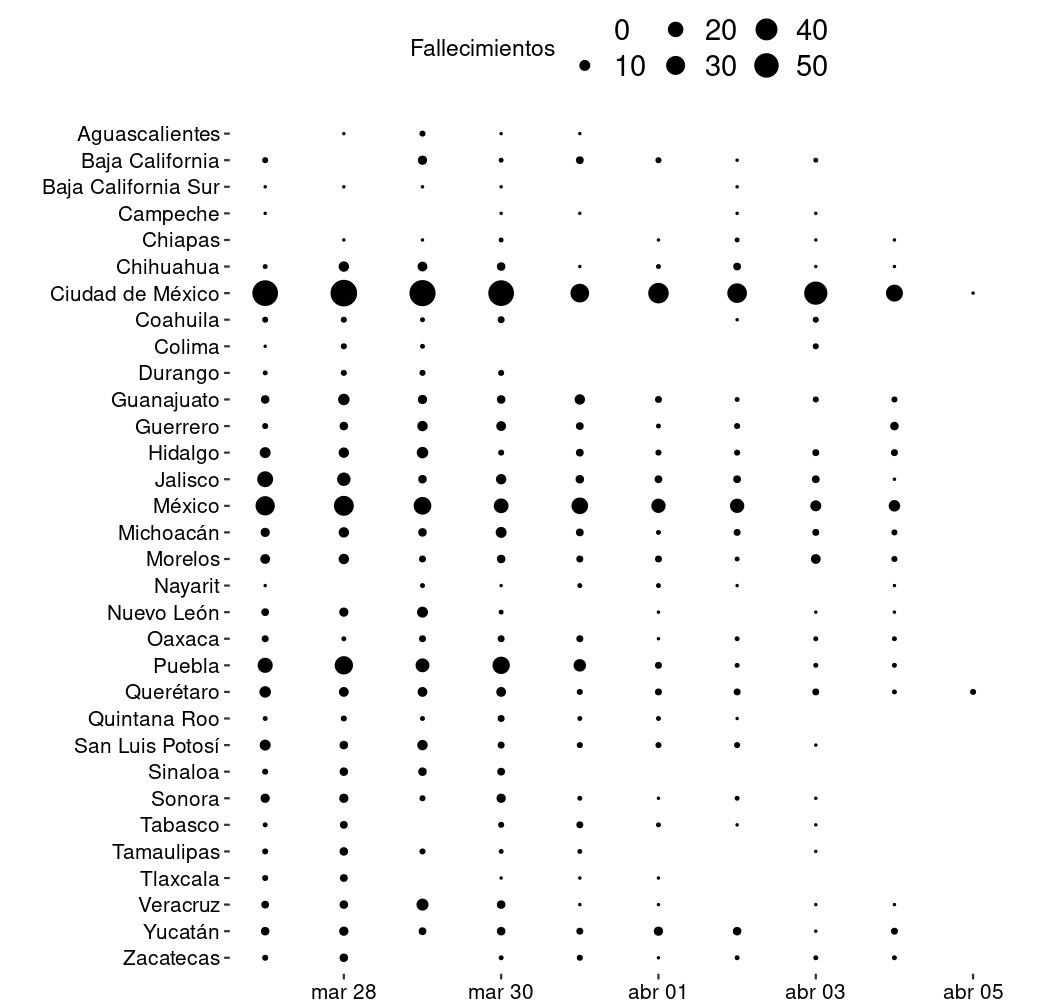 Fallecimientos
0 20 40
10 30 50
Aguascalientes
Baja California
Baja California Sur
Campeche
Chiapas
Chihuahua
Ciudad de México
Coahuila
Colima
Durango
Guanajuato
Guerrero
Hidalgo
Jalisco
México
Michoacán
Morelos
Nayarit
Nuevo León
Oaxaca
Puebla
Querétaro
Quintana Roo
San Luis Potosí
Sinaloa
Sonora
Tabasco
Tamaulipas
Tlaxcala
Veracruz
Yucatán
Zacatecas
mar 28 mar 30 abr 01 abr 03 abr 05